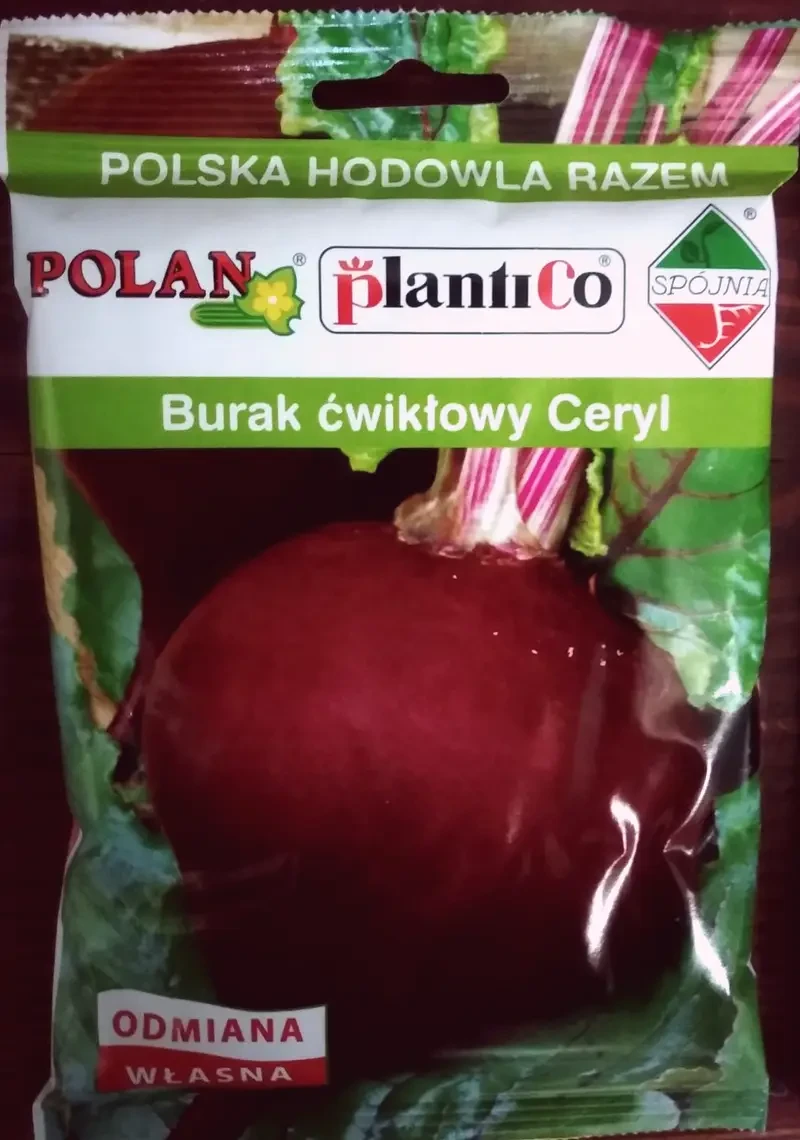 POLSKA HODOWLA RAZEM
POLAN® plantico® SPÓJNIA®
Burak ćwikłowy Ceryl
ODMIANA
WŁASNA